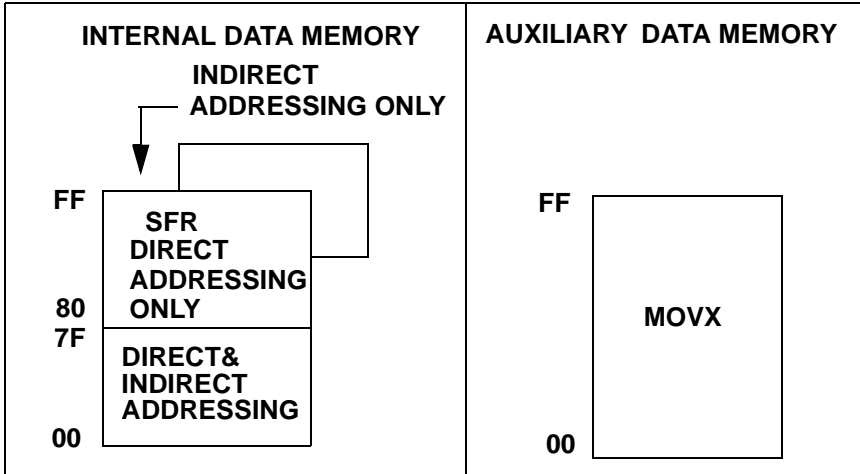 INTERNAL DATA MEMORY
INDIRECT
ADDRESSING ONLY
FF
SFR
DIRECT
ADDRESSING
80
ONLY
7F
DIRECT&
INDIRECT
ADDRESSING
00
AUXILIARY DATA MEMORY
FF
MOVX
00